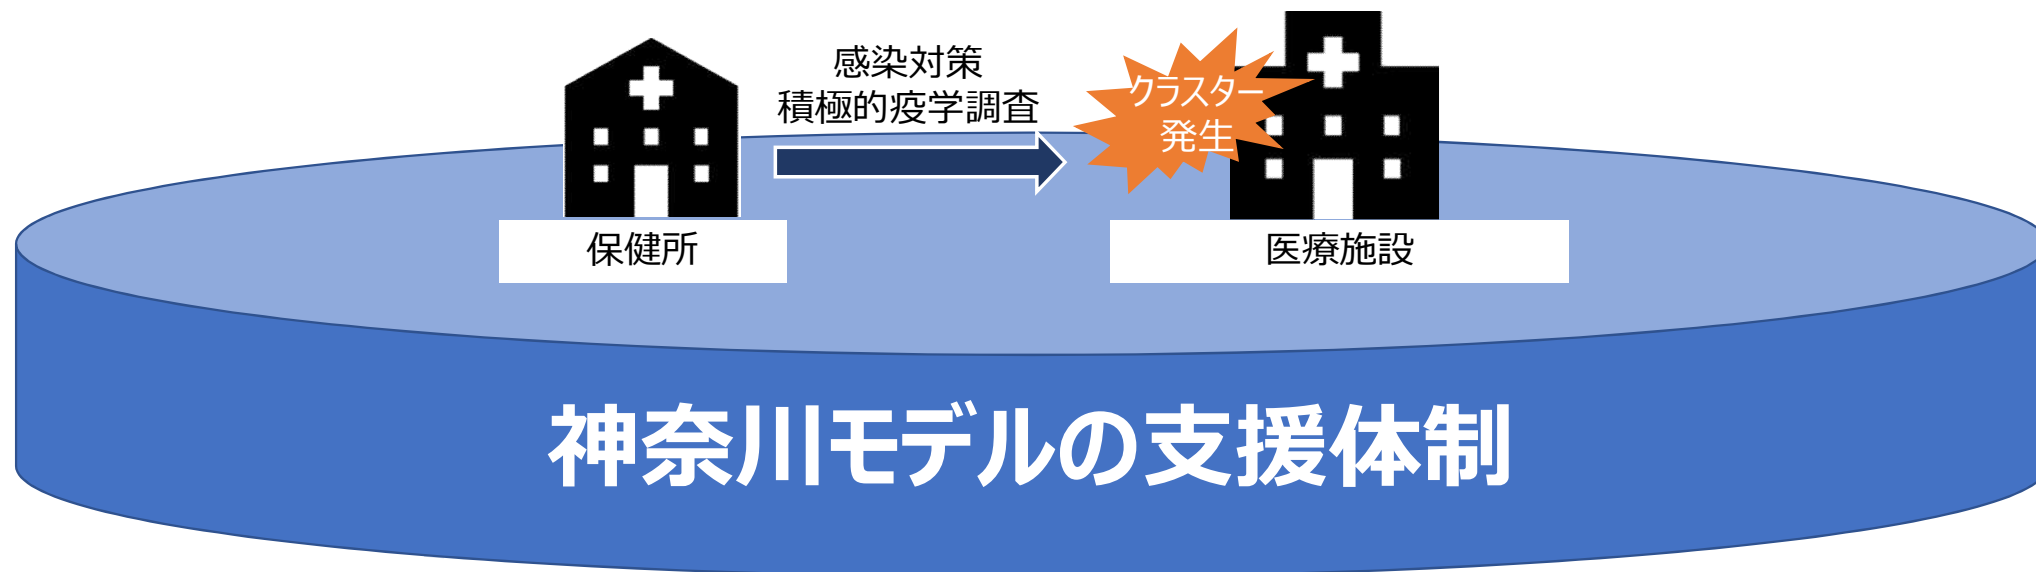 感染対策
積極的疫学調査
クラスター
発生
保健所
医療施設
神奈川モデルの支援体制